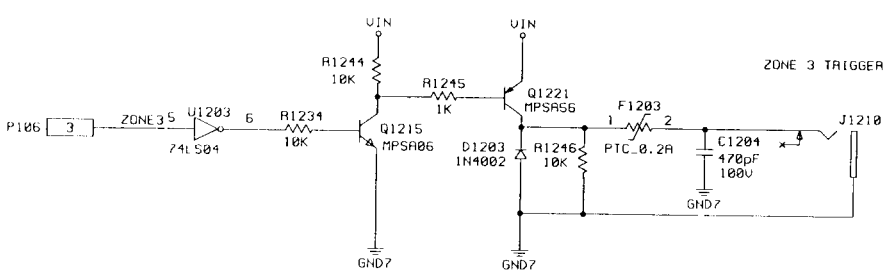 VIN
VIN
R1244
10K
ZONE 3 TRIGGER
R1245
1K
Q1221
MPSA56
F1203
J1210
P106
3
ZONE3
5
U1203
6
74LS04
R1234
10K
Q1215
MPSA06
1
2
D1203
1N4002
R1246
10K
PTC_0.2A
C1204
470pF
100V
GND7
GND7
GND7